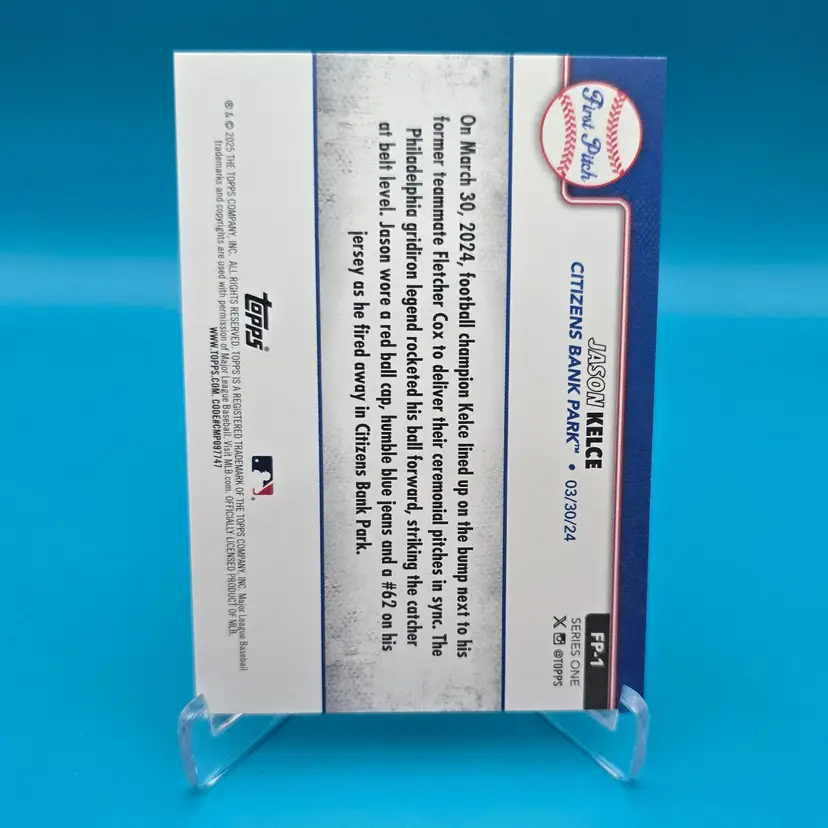 First Pitch
JASON KELCE
CITIZENS BANK PARK™ • 03/30/24
FP-1
SERIES ONE
X @TOPPS
On March 30, 2024, football champion Kelce lined up on the bump next to his
former teammate Fletcher Cox to deliver their ceremonial pitches in sync. The
Philadelphia gridiron legend rocketed his ball forward, striking the catcher
at belt level. Jason wore a red ball cap, humble blue jeans and a #62 on his
jersey as he fired away in Citizens Bank Park.
topps®
® & © 2025 THE TOPPS COMPANY, INC. ALL RIGHTS RESERVED. TOPPS IS A REGISTERED TRADEMARK OF THE TOPPS COMPANY, INC. Major League Baseball
trademarks and copyrights are used with permission of Major League Baseball. Visit MLB.com. OFFICIALLY LICENSED PRODUCT OF MLB.
WWW.TOPPS.COM. CODE#CMP097747